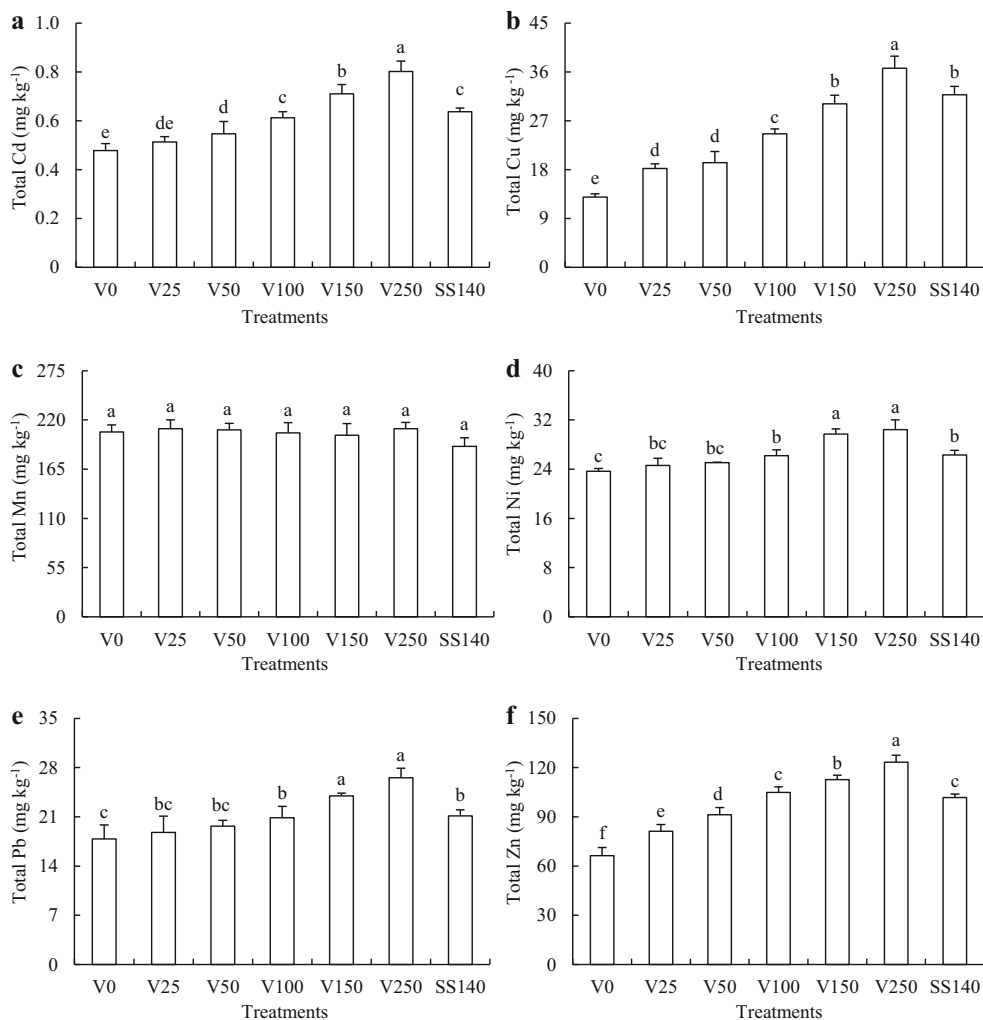 a
Total Cd (mg kg⁻¹)
1.0
0.8
0.6
0.4
0.2
0
e de d c b a c
V0 V25 V50 V100 V150 V250 SS140
Treatments
b
Total Cu (mg kg⁻¹)
45
36
27
18
9
0
e d d c b a b
V0 V25 V50 V100 V150 V250 SS140
Treatments
c
Total Mn (mg kg⁻¹)
275
220
165
110
55
0
a a a a a a a
V0 V25 V50 V100 V150 V250 SS140
Treatments
d
Total Ni (mg kg⁻¹)
40
32
24
16
8
0
c bc bc b a a b
V0 V25 V50 V100 V150 V250 SS140
Treatments
e
Total Pb (mg kg⁻¹)
35
28
21
14
7
0
c bc bc b a a b
V0 V25 V50 V100 V150 V250 SS140
Treatments
f
Total Zn (mg kg⁻¹)
150
120
90
60
30
0
f e d c b a c
V0 V25 V50 V100 V150 V250 SS140
Treatments